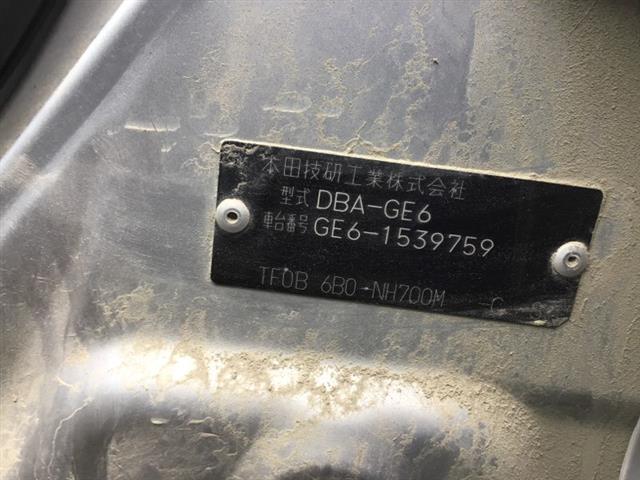 本田技研工業株式会社
型式 DBA-GE6
車台番号 GE6-1539759
TF0B 6B0-NH700M -C